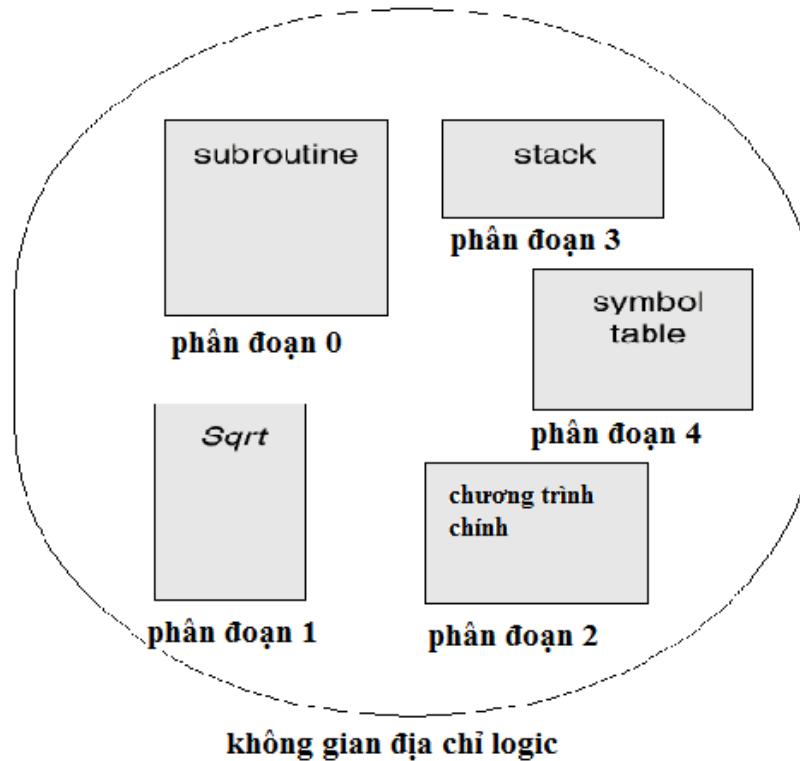 subroutine
phân đoạn 0
stack
phân đoạn 3
symbol
table
phân đoạn 4
Sqrt
phân đoạn 1
chương trình
chính
phân đoạn 2
không gian địa chỉ logic